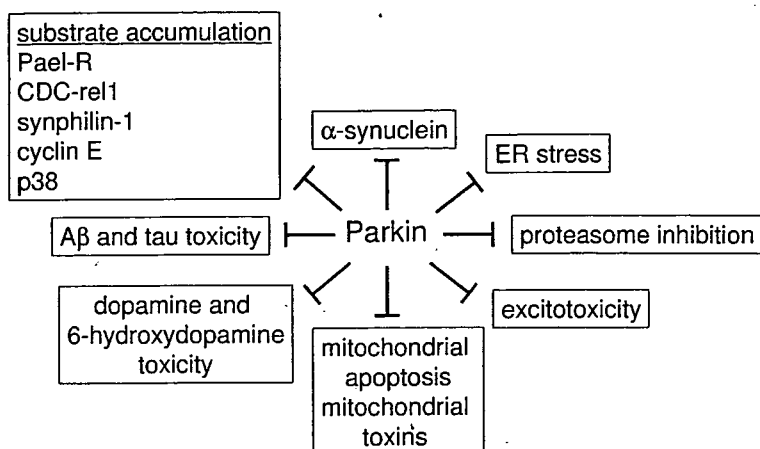 substrate accumulation
Pael-R
CDC-rel1
synphilin-1
cyclin E
p38
α-synuclein
ER stress
Aβ and tau toxicity
Parkin
proteasome inhibition
dopamine and
6-hydroxydopamine
toxicity
mitochondrial
apoptosis
mitochondrial
toxins
excitotoxicity